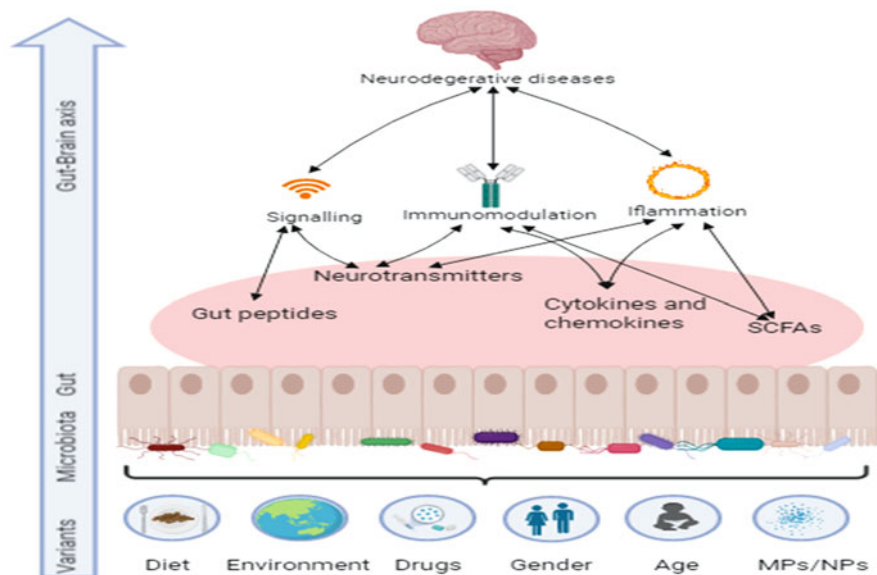 Neurodegerative diseases
Gut-Brain axis
Signalling
Immunomodulation
Iflammation
Neurotransmitters
Gut peptides
Cytokines and
chemokines
SCFAs
Gut
Microbiota
Variants
Diet
Environment
Drugs
Gender
Age
MPs/NPs